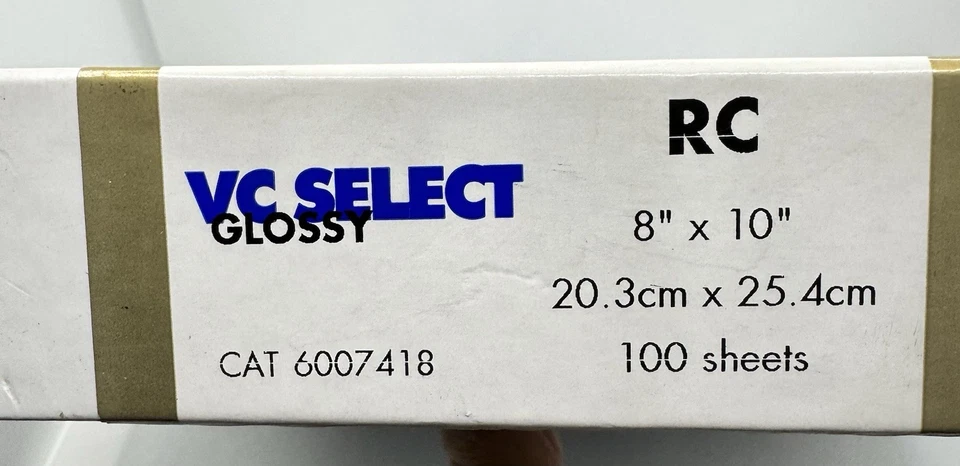 VC SELECT
GLOSSY
CAT 6007418
RC
8" x 10"
20.3cm x 25.4cm
100 sheets